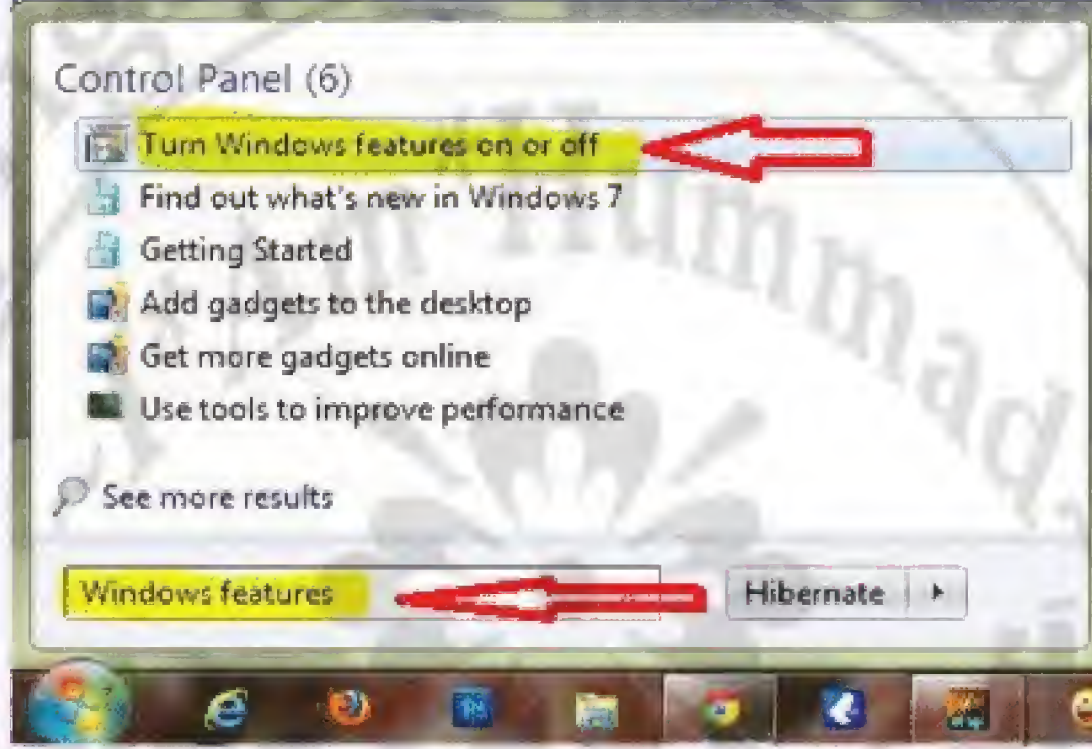 Control Panel (6)
Turn Windows features on or off
Find out what's new in Windows 7
Getting Started
Add gadgets to the desktop
Get more gadgets online
Use tools to improve performance
See more results
Windows features
Hibernate